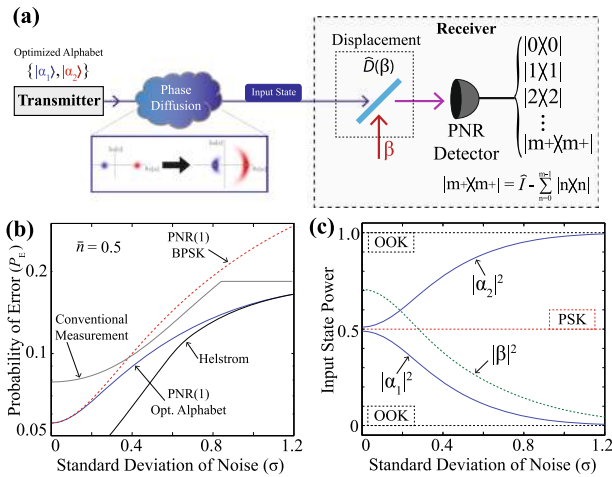 (a)
Optimized Alphabet
{|α₁⟩, |α₂⟩}
Transmitter
Phase
Diffusion
Input State
Receiver
Displacement
D̂(β)
β
PNR
Detector
|0⟩⟨0|
|1⟩⟨1|
|2⟩⟨2|
⋮
|m+⟩⟨m+|
|m+⟩⟨m+| = Î - ∑ₙ₌₀ᵐ⁻¹ |n⟩⟨n|
(b)
n̄ = 0.5
PNR(1)
BPSK
Conventional
Measurement
Helstrom
PNR(1)
Opt. Alphabet
Probability of Error (P_E)
0.2
0.1
0.05
0 0.4 0.8 1.2
Standard Deviation of Noise (σ)
(c)
OOK
|α₂|²
PSK
|β|²
|α₁|²
OOK
Input State Power
1.0
0.5
0
0 0.4 0.8 1.2
Standard Deviation of Noise (σ)